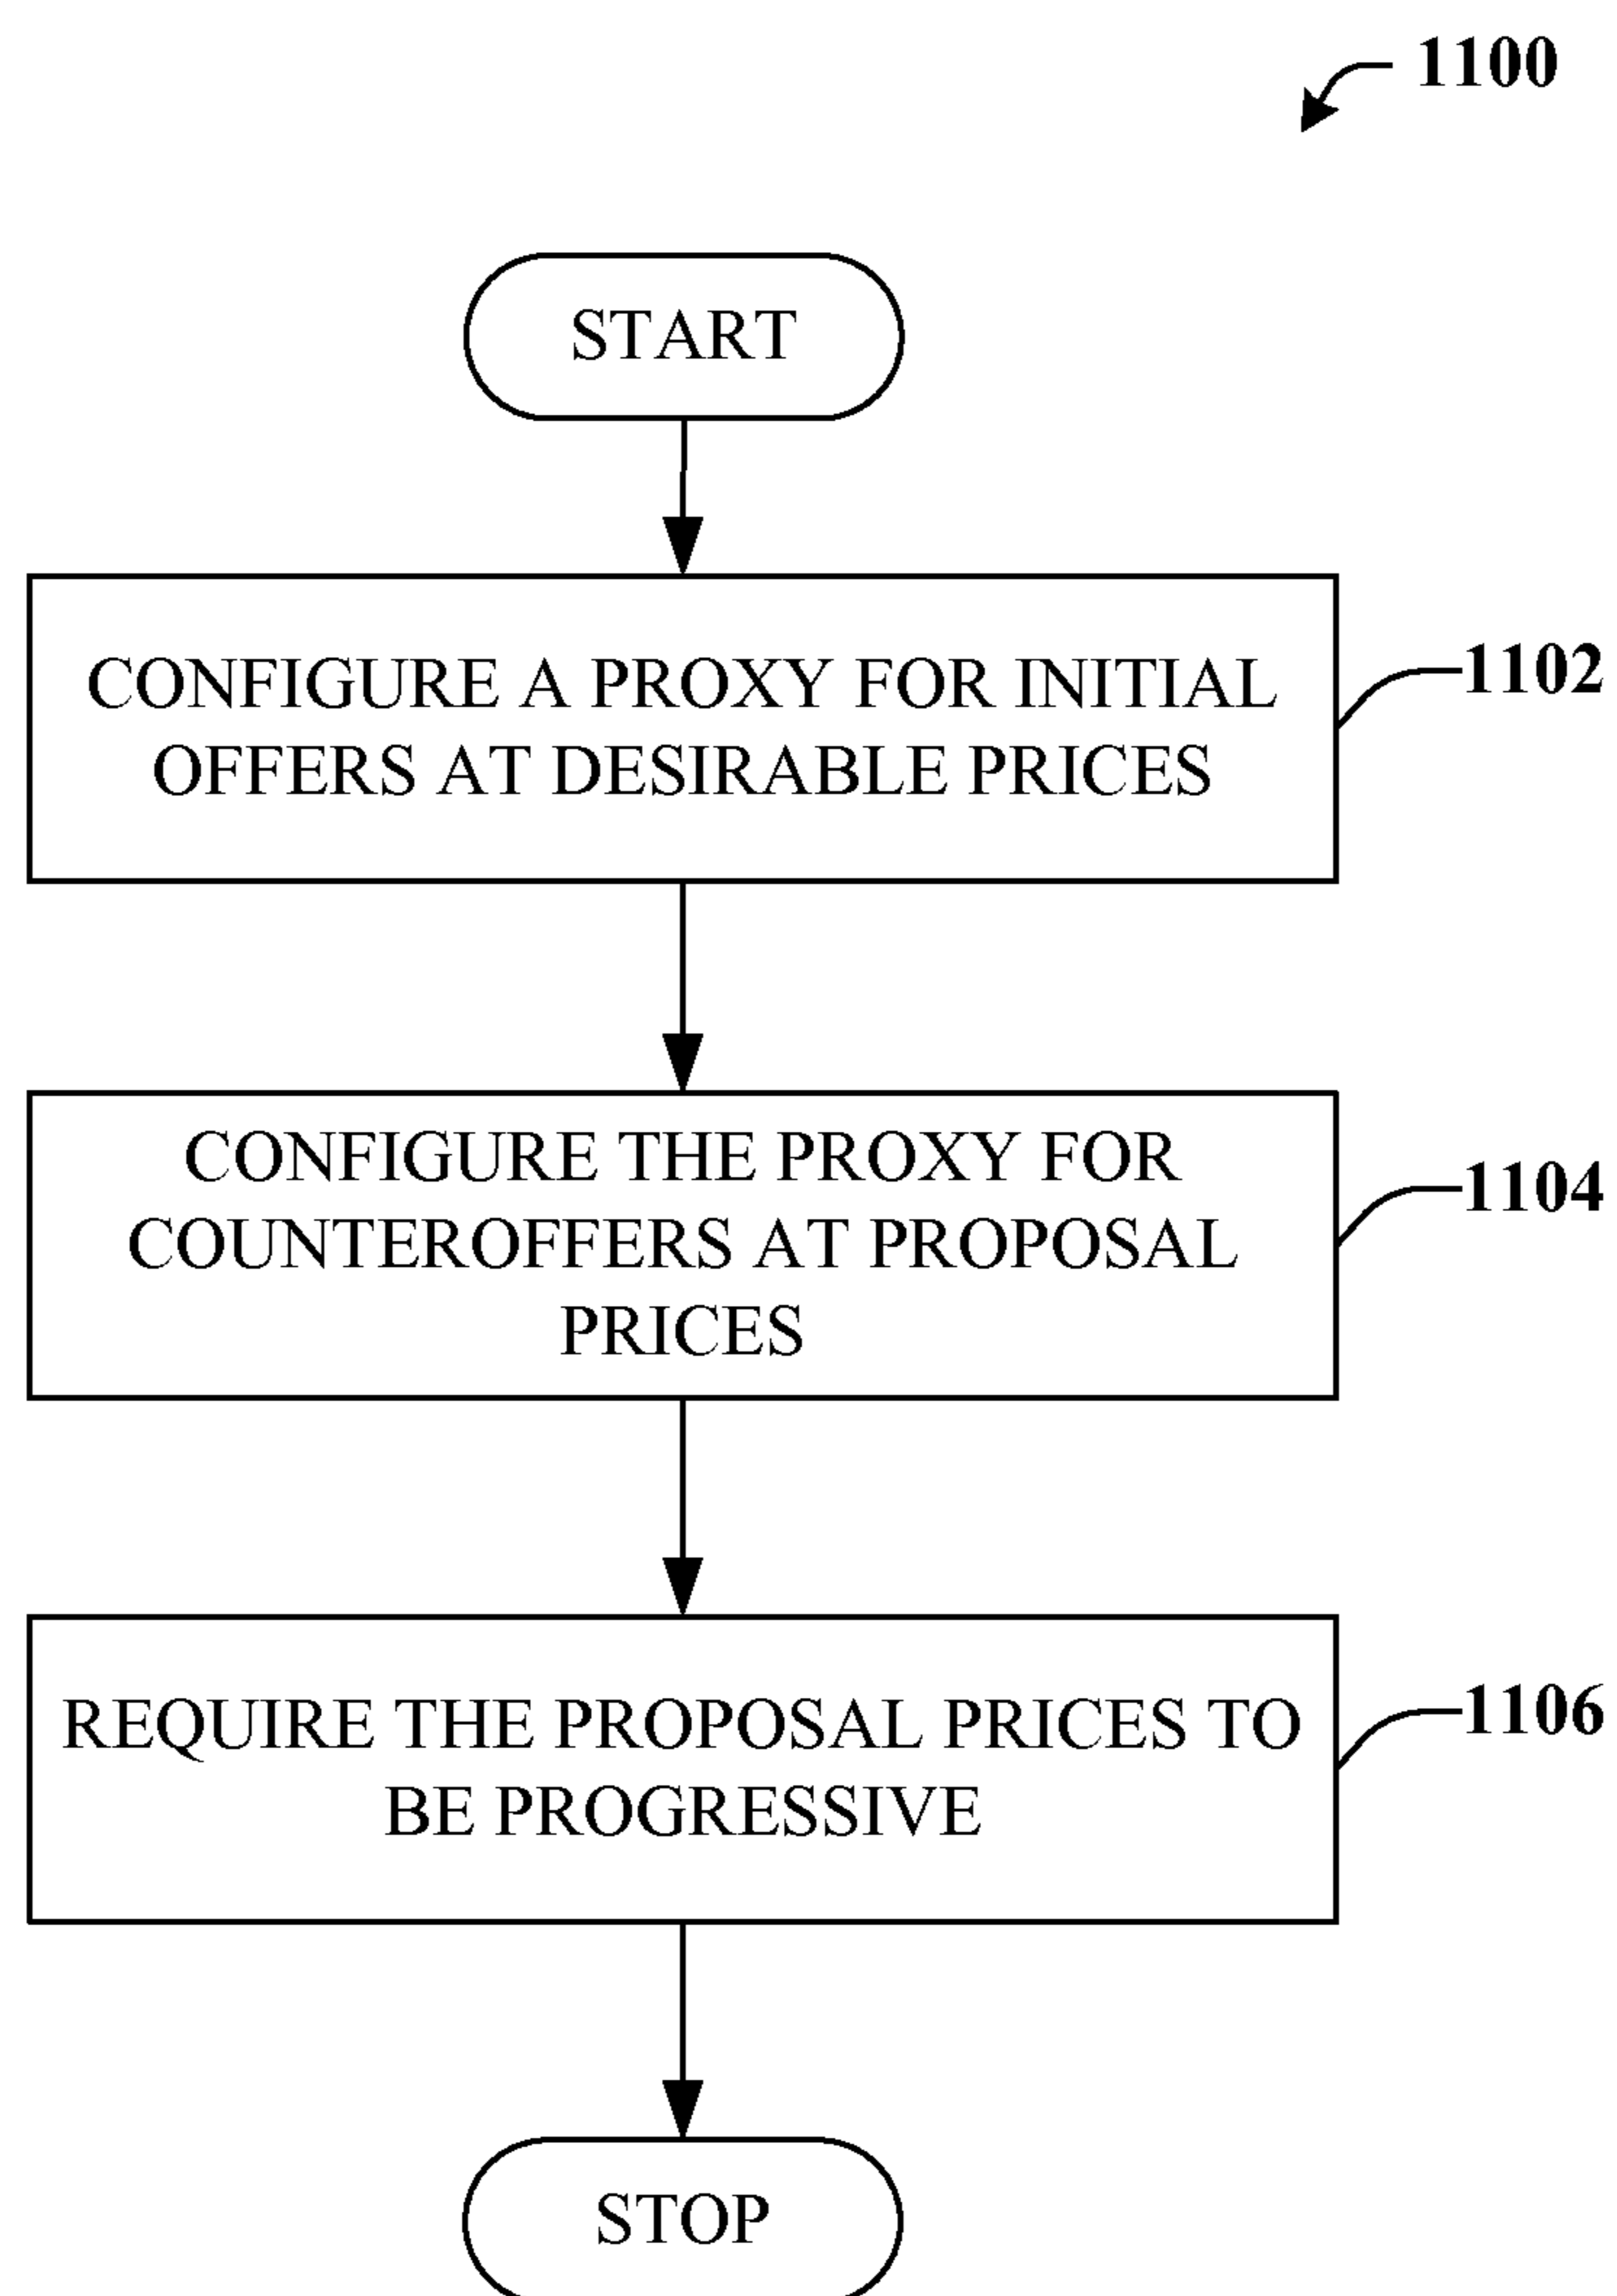 1100
START
CONFIGURE A PROXY FOR INITIAL
OFFERS AT DESIRABLE PRICES
1102
CONFIGURE THE PROXY FOR
COUNTEROFFERS AT PROPOSAL
PRICES
1104
REQUIRE THE PROPOSAL PRICES TO
BE PROGRESSIVE
1106
STOP